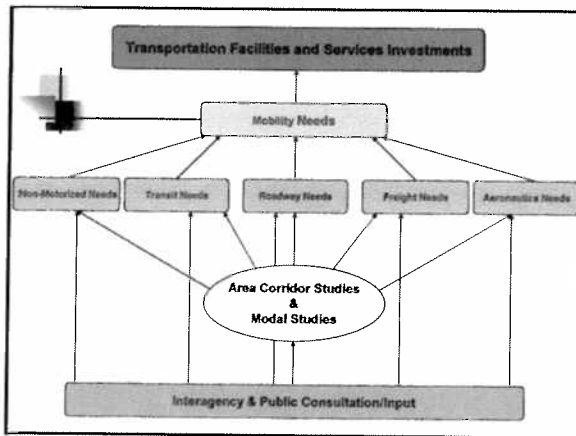 Transportation Facilities and Services Investments
Mobility Needs
Non-Motorized Needs
Transit Needs
Roadway Needs
Freight Needs
Aeronautics Needs
Area Corridor Studies
&
Modal Studies
Interagency & Public Consultation/Input